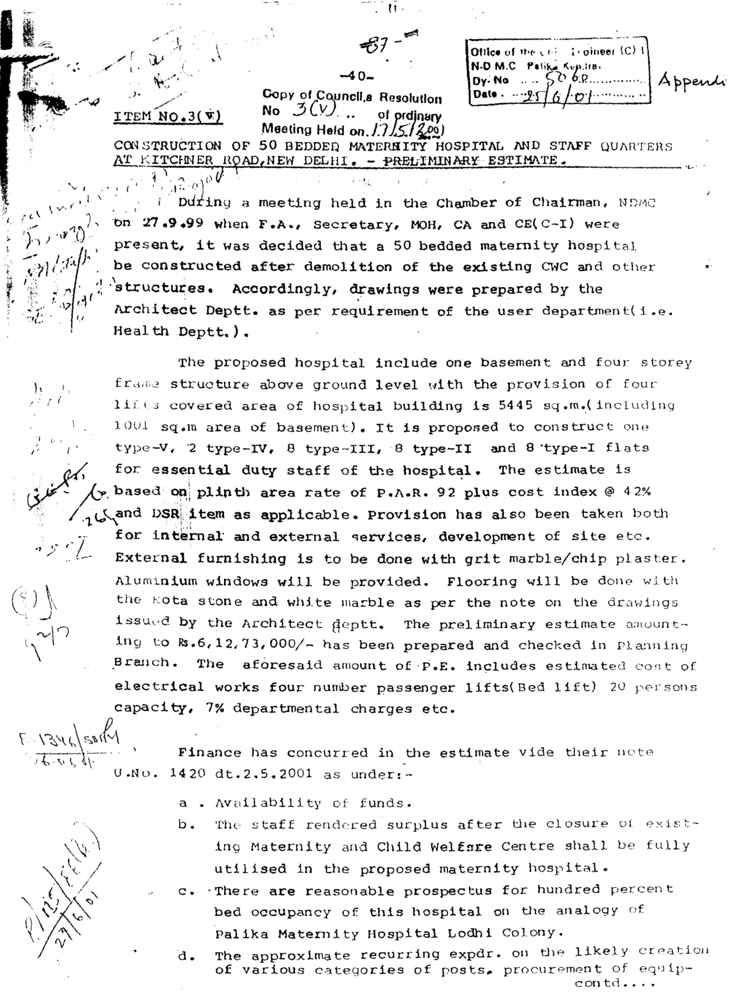 11.
87-
-40-
Office of the Engineer (C) I
N.D M.C Palika Kendra.
Dy. No 5060
Date. 25/6/01
Appendi
Copy of Council,s Resolution
No 3(V) .. of ordinary
Meeting Held on. 17/5/2001
ITEM NO.3(V)
CONSTRUCTION OF 50 BEDDED MATERNITY HOSPITAL AND STAFF QUARTERS
AT KITCHNER ROAD,NEW DELHI. - PRELIMINARY ESTIMATE.
During a meeting held in the Chamber of Chairman, NDMC
on 27.9.99 when F.A., Secretary, MOH, CA and CE(C-I) were
present, it was decided that a 50 bedded maternity hospital
be constructed after demolition of the existing CWC and other
structures. Accordingly, drawings were prepared by the
Architect Deptt. as per requirement of the user department(i.e.
Health Deptt.).
The proposed hospital include one basement and four storey
frame structure above ground level with the provision of four
lifts covered area of hospital building is 5445 sq.m.(including
1001 sq.m area of basement). It is proposed to construct one
type-V, 2 type-IV, 8 type-III, 8 type-II and 8 type-I flats
for essential duty staff of the hospital. The estimate is
based on plinth area rate of P.A.R. 92 plus cost index @ 42%
and DSR item as applicable. Provision has also been taken both
for internal and external services, development of site etc.
External furnishing is to be done with grit marble/chip plaster.
Aluminium windows will be provided. Flooring will be done with
the Kota stone and white marble as per the note on the drawings
issued by the Architect deptt. The preliminary estimate amount-
ing to Rs.6,12,73,000/- has been prepared and checked in Planning
Branch. The aforesaid amount of P.E. includes estimated cost of
electrical works four number passenger lifts(Bed lift) 20 persons
capacity, 7% departmental charges etc.
Finance has concurred in the estimate vide their note
U.No. 1420 dt.2.5.2001 as under:-
a . Availability of funds.
b. The staff rendered surplus after the closure of exist-
ing Maternity and Child Welfare Centre shall be fully
utilised in the proposed maternity hospital.
c. There are reasonable prospectus for hundred percent
bed occupancy of this hospital on the analogy of
Palika Maternity Hospital Lodhi Colony.
d. The approximate recurring expdr. on the likely creation
of various categories of posts, procurement of equip-
contd....
27/6/01